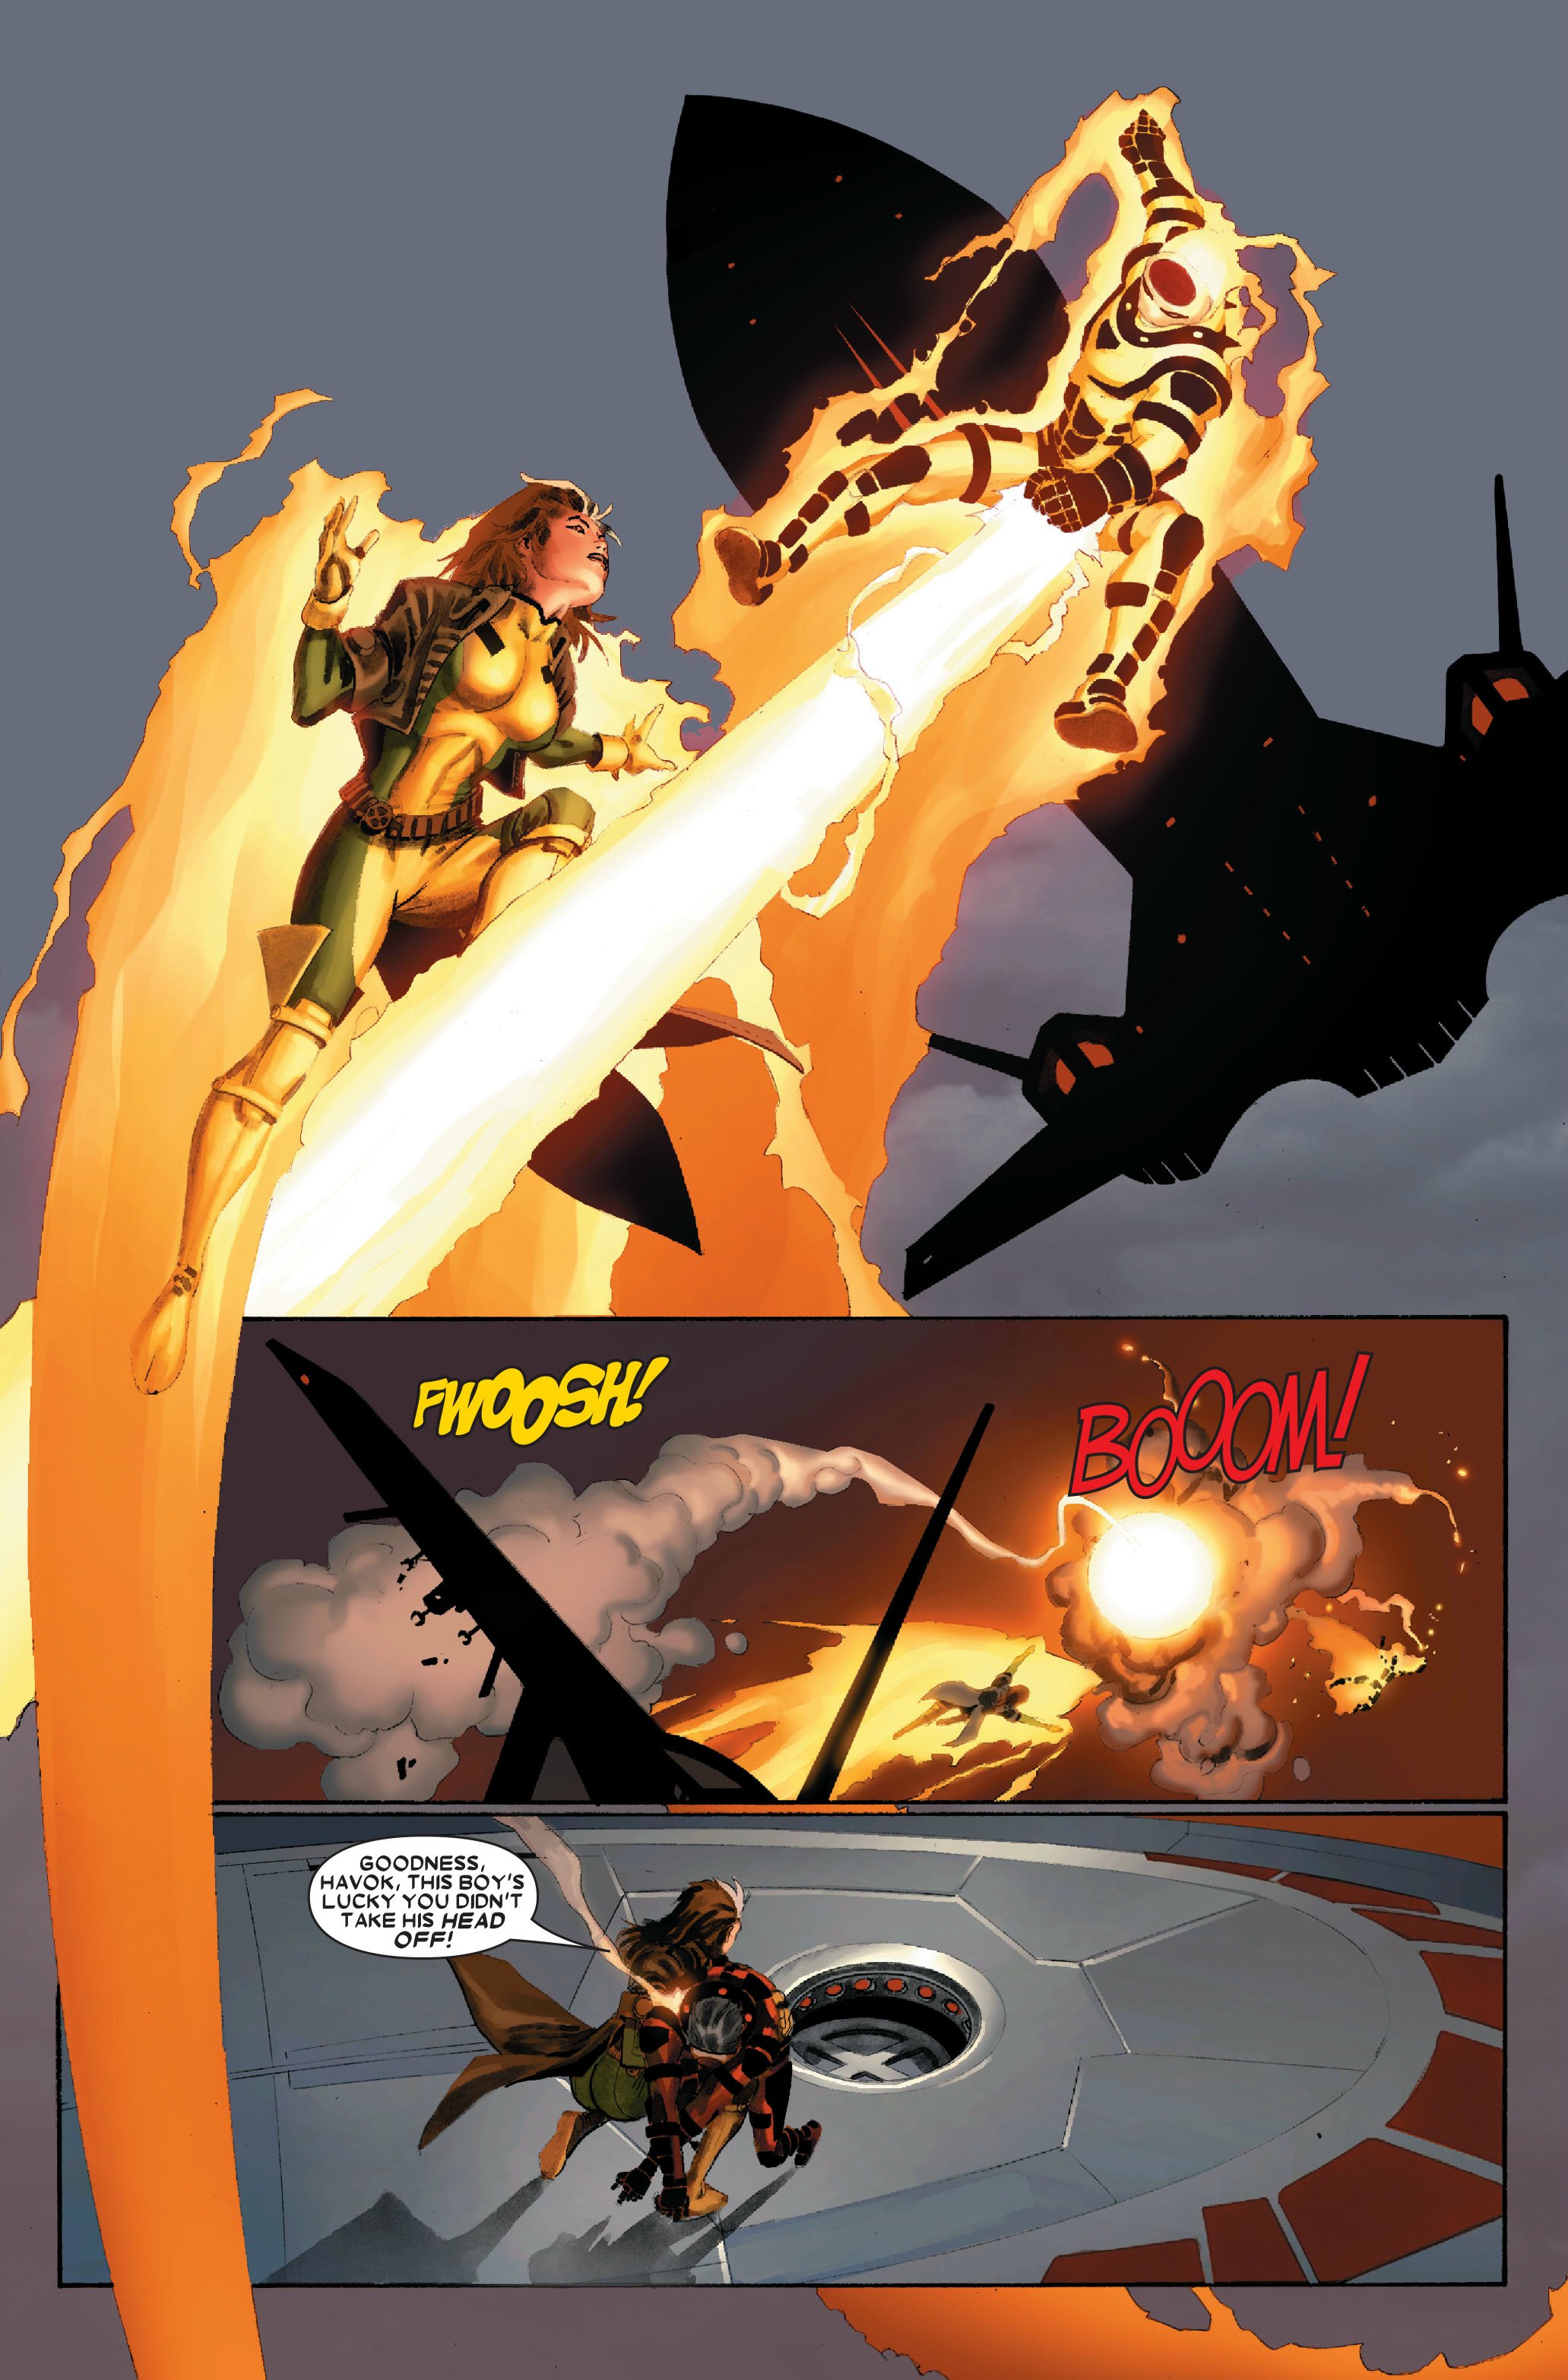 FWOOSH!
BOOOM!
GOODNESS,
HAVOK, THIS BOY'S
LUCKY YOU DIDN'T
TAKE HIS HEAD
OFF!